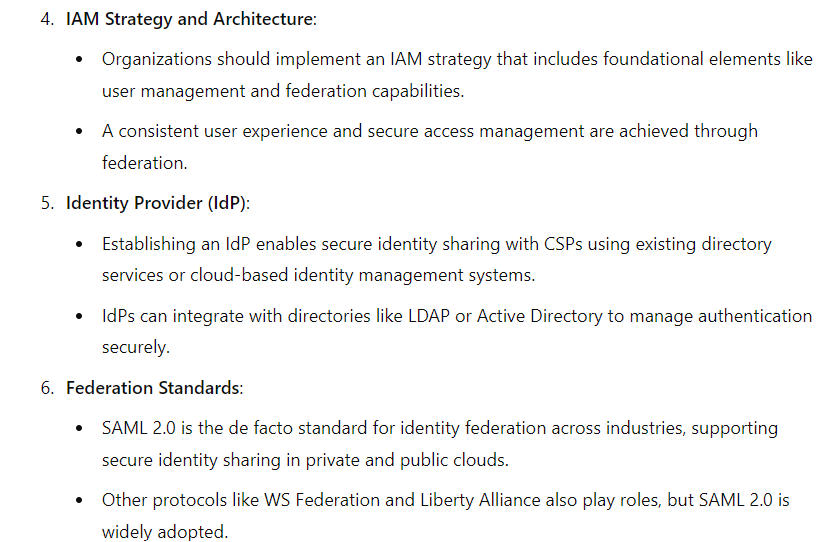 4. IAM Strategy and Architecture:
• Organizations should implement an IAM strategy that includes foundational elements like
user management and federation capabilities.
• A consistent user experience and secure access management are achieved through
federation.
5. Identity Provider (IdP):
• Establishing an IdP enables secure identity sharing with CSPs using existing directory
services or cloud-based identity management systems.
• IdPs can integrate with directories like LDAP or Active Directory to manage authentication
securely.
6. Federation Standards:
• SAML 2.0 is the de facto standard for identity federation across industries, supporting
secure identity sharing in private and public clouds.
• Other protocols like WS Federation and Liberty Alliance also play roles, but SAML 2.0 is
widely adopted.